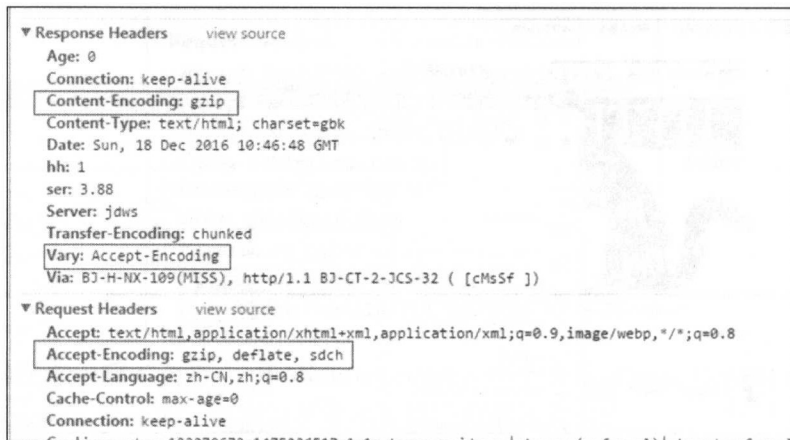 ▼ Response Headers view source
Age: 0
Connection: keep-alive
Content-Encoding: gzip
Content-Type: text/html; charset=gbk
Date: Sun, 18 Dec 2016 10:46:48 GMT
hh: 1
ser: 3.88
Server: jdws
Transfer-Encoding: chunked
Vary: Accept-Encoding
Via: BJ-H-NX-109(MISS), http/1.1 BJ-CT-2-JCS-32 ( [cMsSf ])
▼ Request Headers view source
Accept: text/html,application/xhtml+xml,application/xml;q=0.9,image/webp,*/*;q=0.8
Accept-Encoding: gzip, deflate, sdch
Accept-Language: zh-CN,zh;q=0.8
Cache-Control: max-age=0
Connection: keep-alive